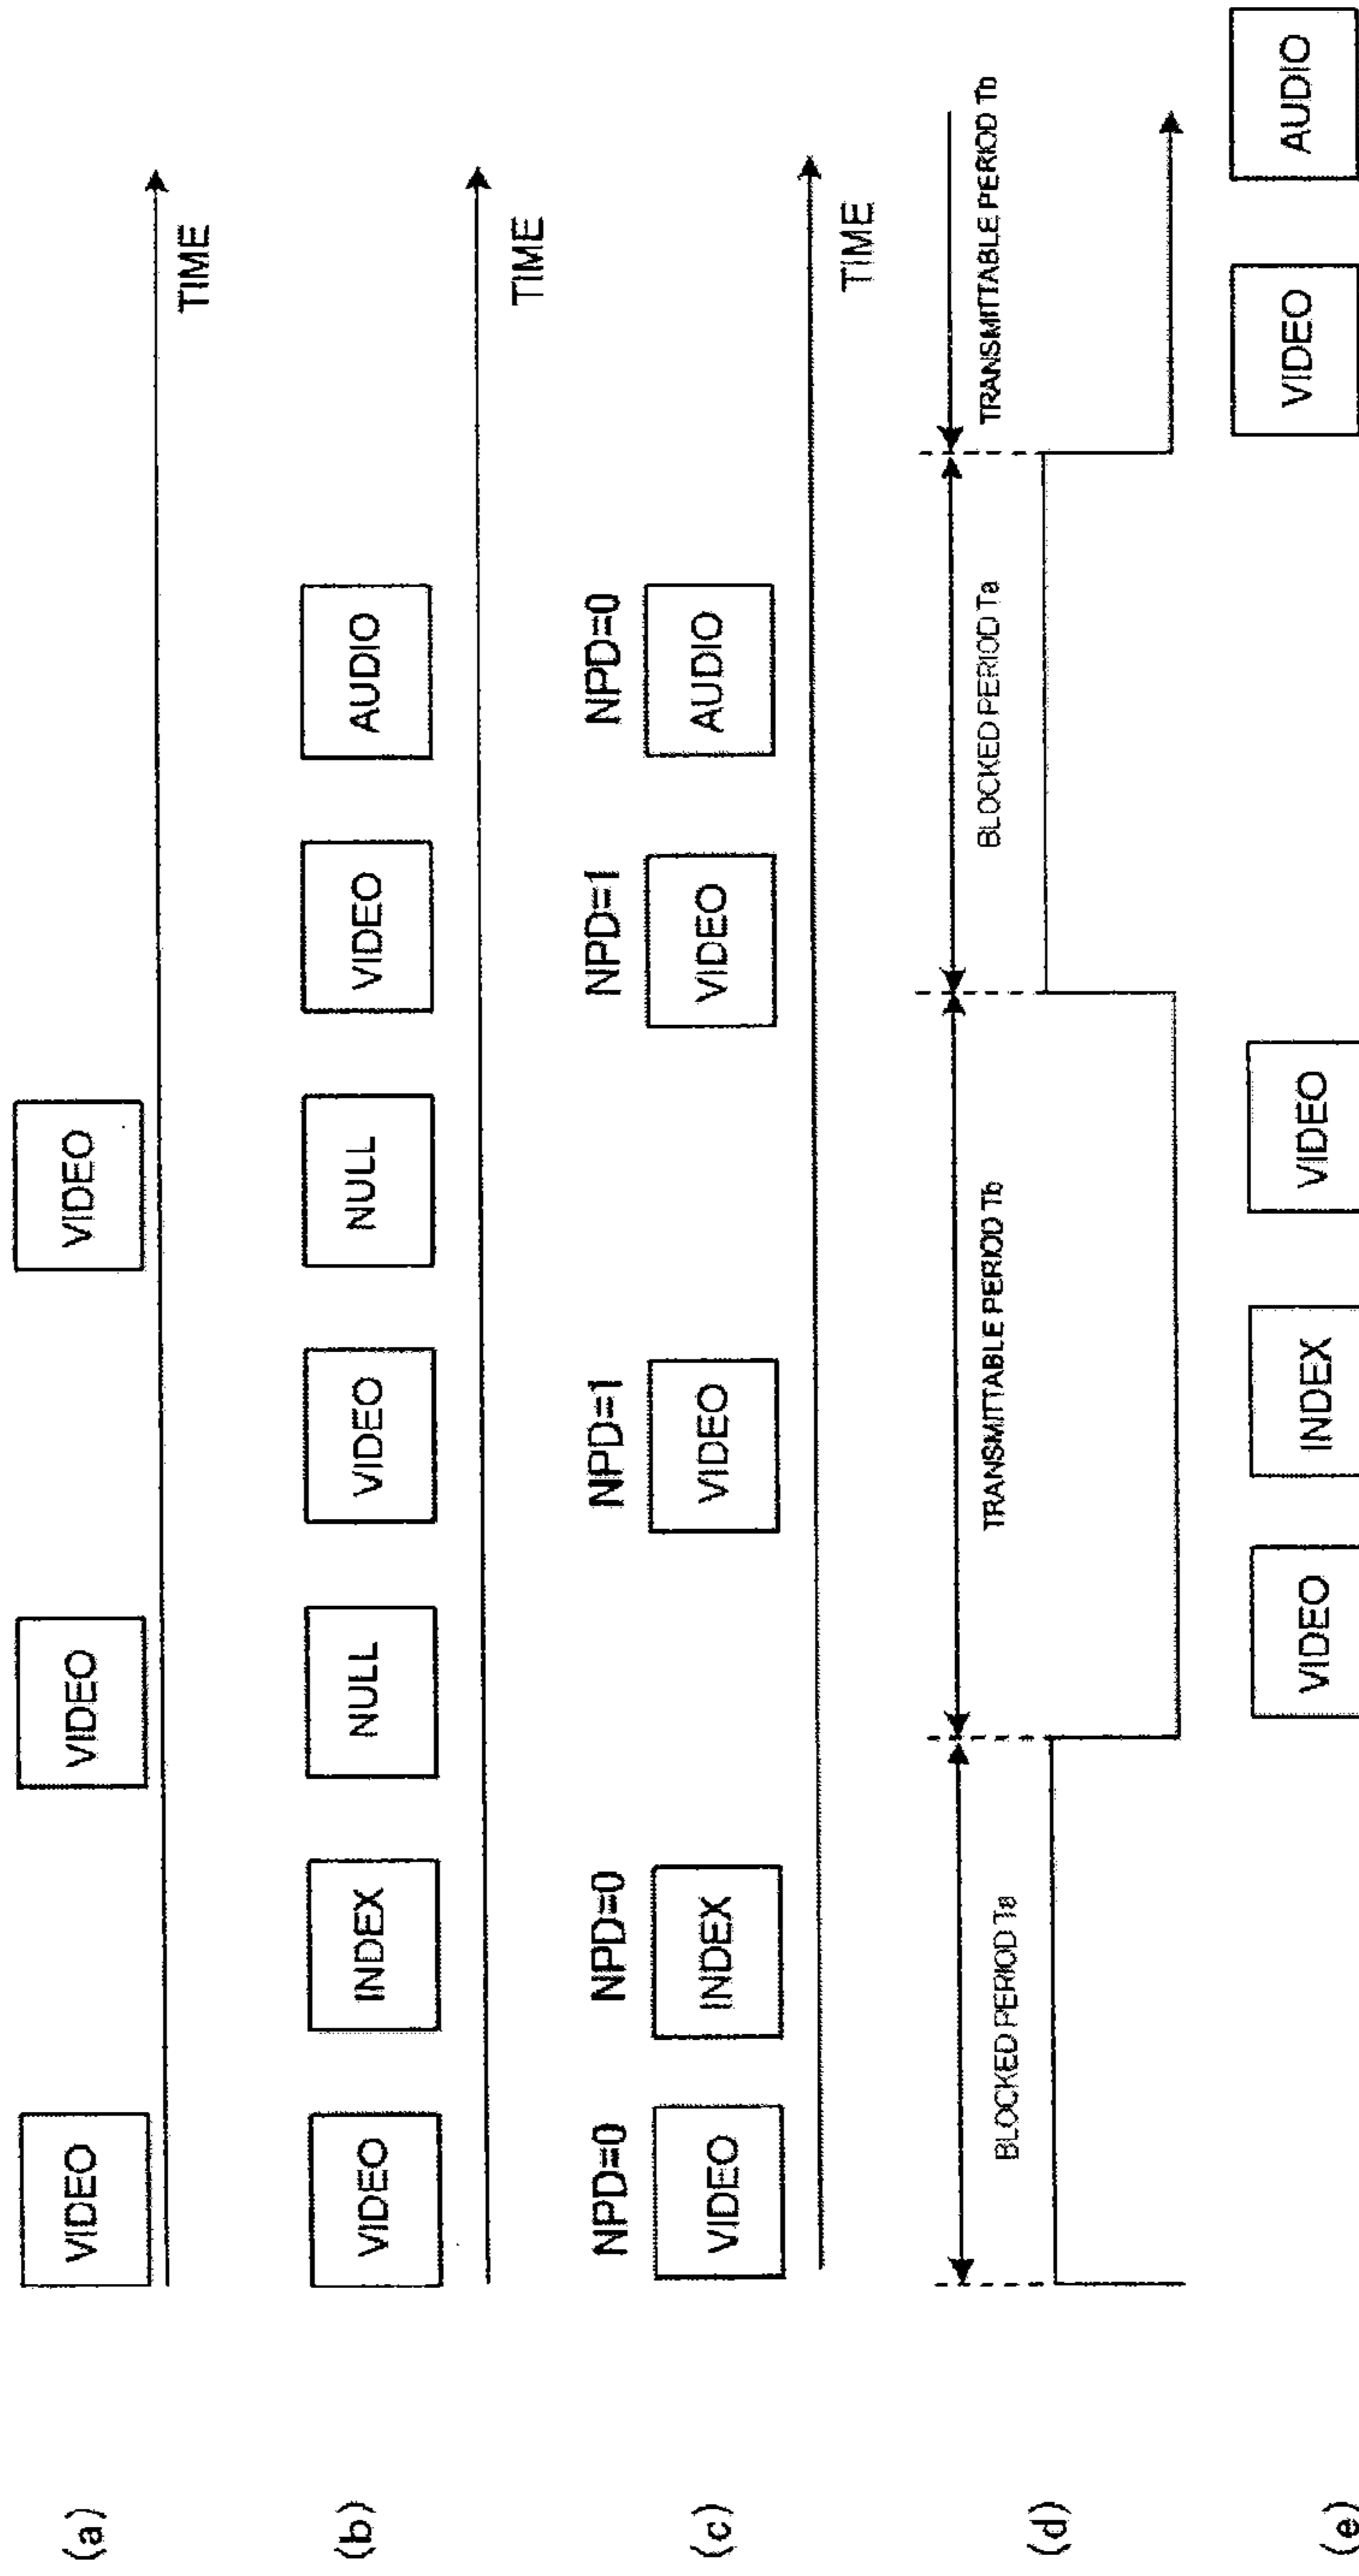 (a)
VIDEO
VIDEO
VIDEO
TIME
(b)
VIDEO
INDEX
NULL
VIDEO
NULL
VIDEO
AUDIO
TIME
(c)
NPD=0
NPD=0
NPD=1
NPD=1
NPD=0
VIDEO
INDEX
VIDEO
VIDEO
AUDIO
TIME
(d)
BLOCKED PERIOD Ta
TRANSMITTABLE PERIOD Tb
BLOCKED PERIOD Ta
TRANSMITTABLE PERIOD Tb
(e)
VIDEO
INDEX
VIDEO
VIDEO
AUDIO